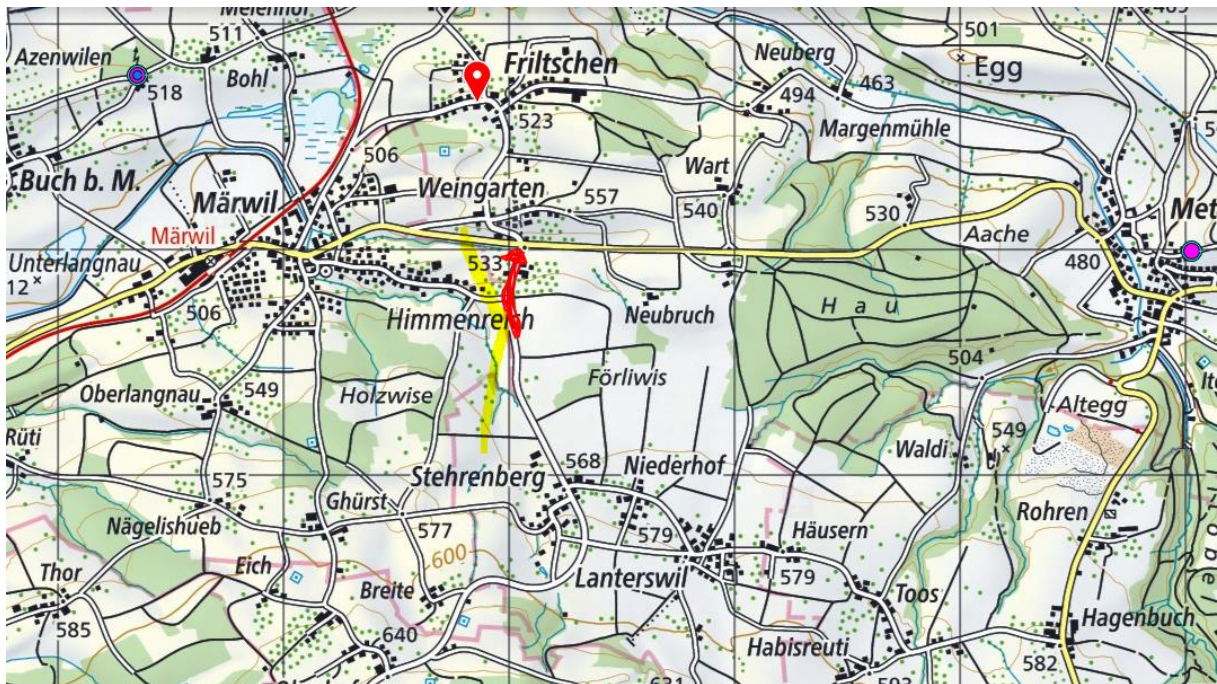 Azenwilen
511
Bohl
518
Friltschen
523
Neuberg
494
463
501
Egg
Margenmühle
506
Buch b. M.
Märwil
Märwil
Weingarten
557
Wart
540
530
Aache
480
Unterlangnau
12
506
533
Himmenreich
Neubruch
Hau
504
Oberlangnau
549
Holzwise
Förliwis
Altegg
Rüti
Waldi
549
Stehrenberg
568
Niederhof
575
Ghürst
Nägelishueb
577
600
579
Häusern
Rohren
Thor
Eich
Breite
Lanterswil
579
Toos
585
640
Habisreuti
Hagenbuch
582